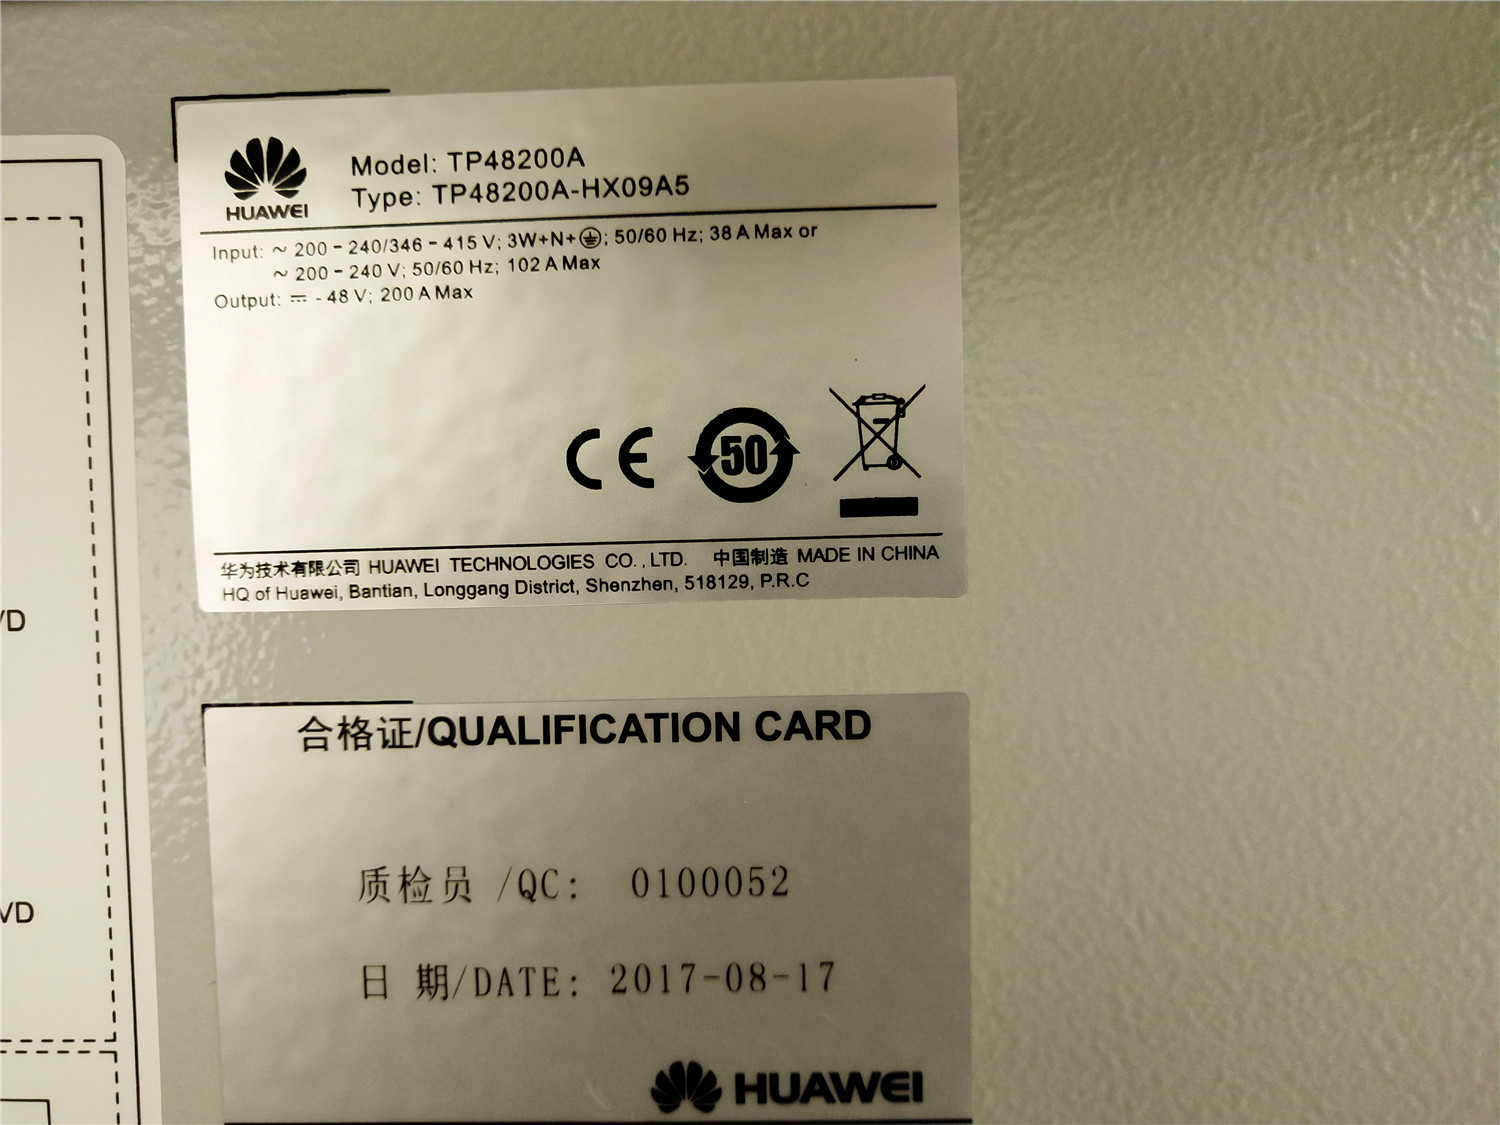 HUAWEI
Model: TP48200A
Type: TP48200A-HX09A5
Input: ~ 200 - 240/346 - 415 V; 3W+N+⏚; 50/60 Hz; 38 A Max or
~ 200 - 240 V; 50/60 Hz; 102 A Max
Output: ⎓ - 48 V; 200 A Max
CE
50
华为技术有限公司 HUAWEI TECHNOLOGIES CO., LTD. 中国制造 MADE IN CHINA
HQ of Huawei, Bantian, Longgang District, Shenzhen, 518129, P.R.C
合格证/QUALIFICATION CARD
质检员 /QC: 0100052
日 期/DATE: 2017-08-17
HUAWEI